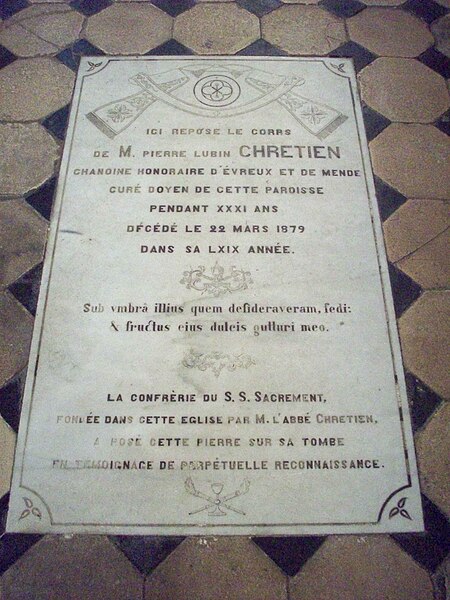 ICI REPOSE LE CORPS
DE M. PIERRE LUBIN CHRETIEN
CHANOINE HONORAIRE D'ÉVREUX ET DE MENDE
CURÉ DOYEN DE CETTE PAROISSE
PENDANT XXXI ANS
DÉCÉDÉ LE 22 MARS 1879
DANS SA LXIX ANNÉE.
Sub vmbrâ illius quem deſideraveram, ſedi:
& fructus eius dulcis gutturi meo.
LA CONFRÈRIE DU S. S. SACREMENT,
FONDÉE DANS CETTE EGLISE PAR M. L'ABBÉ CHRETIEN,
A POSÉ CETTE PIERRE SUR SA TOMBE
EN TÉMOIGNAGE DE PERPÉTUELLE RECONNAISSANCE.